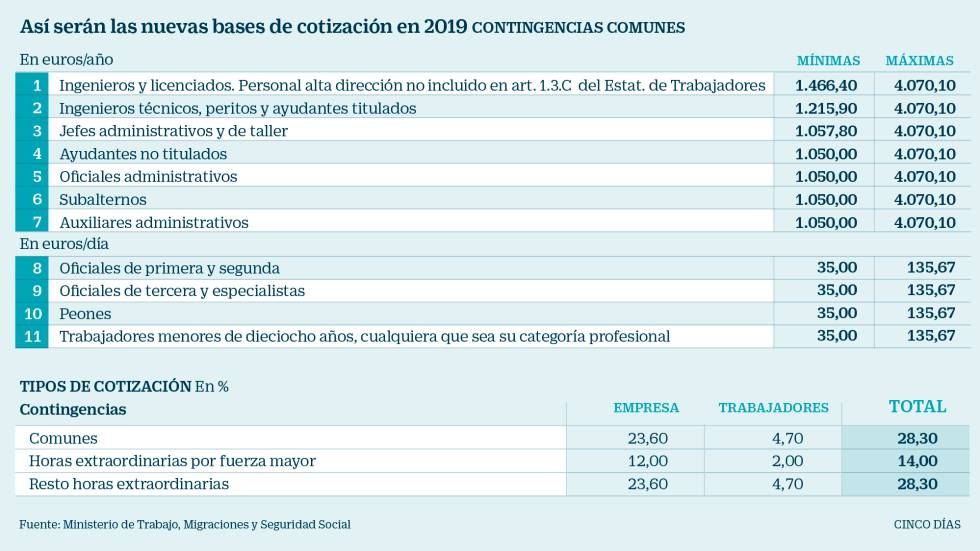 Así serán las nuevas bases de cotización en 2019 CONTINGENCIAS COMUNES
En euros/año MÍNIMAS MÁXIMAS
1 Ingenieros y licenciados. Personal alta dirección no incluido en art. 1.3.C del Estat. de Trabajadores 1.466,40 4.070,10
2 Ingenieros técnicos, peritos y ayudantes titulados 1.215,90 4.070,10
3 Jefes administrativos y de taller 1.057,80 4.070,10
4 Ayudantes no titulados 1.050,00 4.070,10
5 Oficiales administrativos 1.050,00 4.070,10
6 Subalternos 1.050,00 4.070,10
7 Auxiliares administrativos 1.050,00 4.070,10
En euros/día
8 Oficiales de primera y segunda 35,00 135,67
9 Oficiales de tercera y especialistas 35,00 135,67
10 Peones 35,00 135,67
11 Trabajadores menores de dieciocho años, cualquiera que sea su categoría profesional 35,00 135,67
TIPOS DE COTIZACIÓN En %
Contingencias EMPRESA TRABAJADORES TOTAL
Comunes 23,60 4,70 28,30
Horas extraordinarias por fuerza mayor 12,00 2,00 14,00
Resto horas extraordinarias 23,60 4,70 28,30
Fuente: Ministerio de Trabajo, Migraciones y Seguridad Social CINCO DÍAS